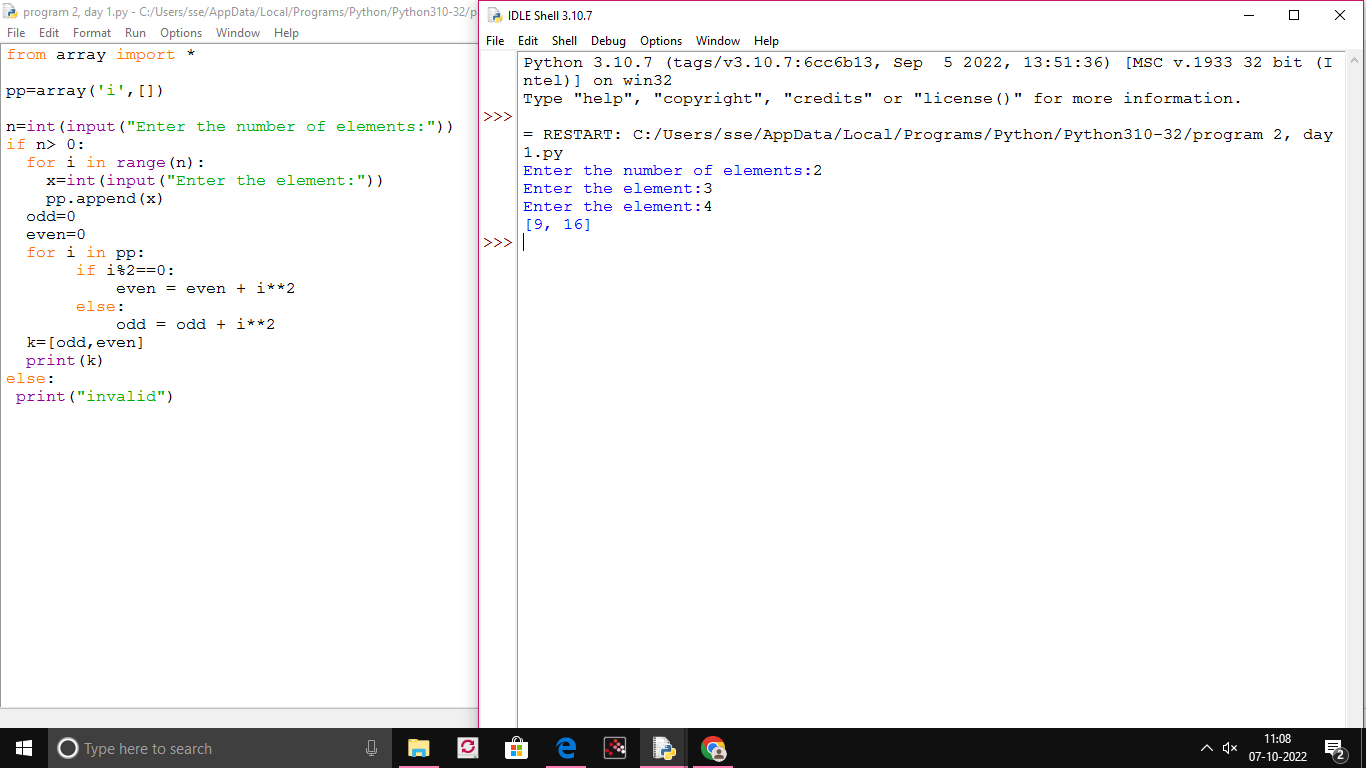 program 2, day 1.py - C:/Users/sse/AppData/Local/Programs/Python/Python310-32/p
File Edit Format Run Options Window Help
from array import *
pp=array('i',[])
n=int(input("Enter the number of elements:"))
if n> 0:
  for i in range(n):
    x=int(input("Enter the element:"))
    pp.append(x)
  odd=0
  even=0
  for i in pp:
       if i%2==0:
           even = even + i**2
       else:
           odd = odd + i**2
  k=[odd,even]
  print(k)
else:
 print("invalid")
IDLE Shell 3.10.7
File Edit Shell Debug Options Window Help
Python 3.10.7 (tags/v3.10.7:6cc6b13, Sep  5 2022, 13:51:36) [MSC v.1933 32 bit (I
ntel)] on win32
Type "help", "copyright", "credits" or "license()" for more information.
>>>
= RESTART: C:/Users/sse/AppData/Local/Programs/Python/Python310-32/program 2, day
1.py
Enter the number of elements:2
Enter the element:3
Enter the element:4
[9, 16]
>>>
Type here to search
11:08
07-10-2022
2